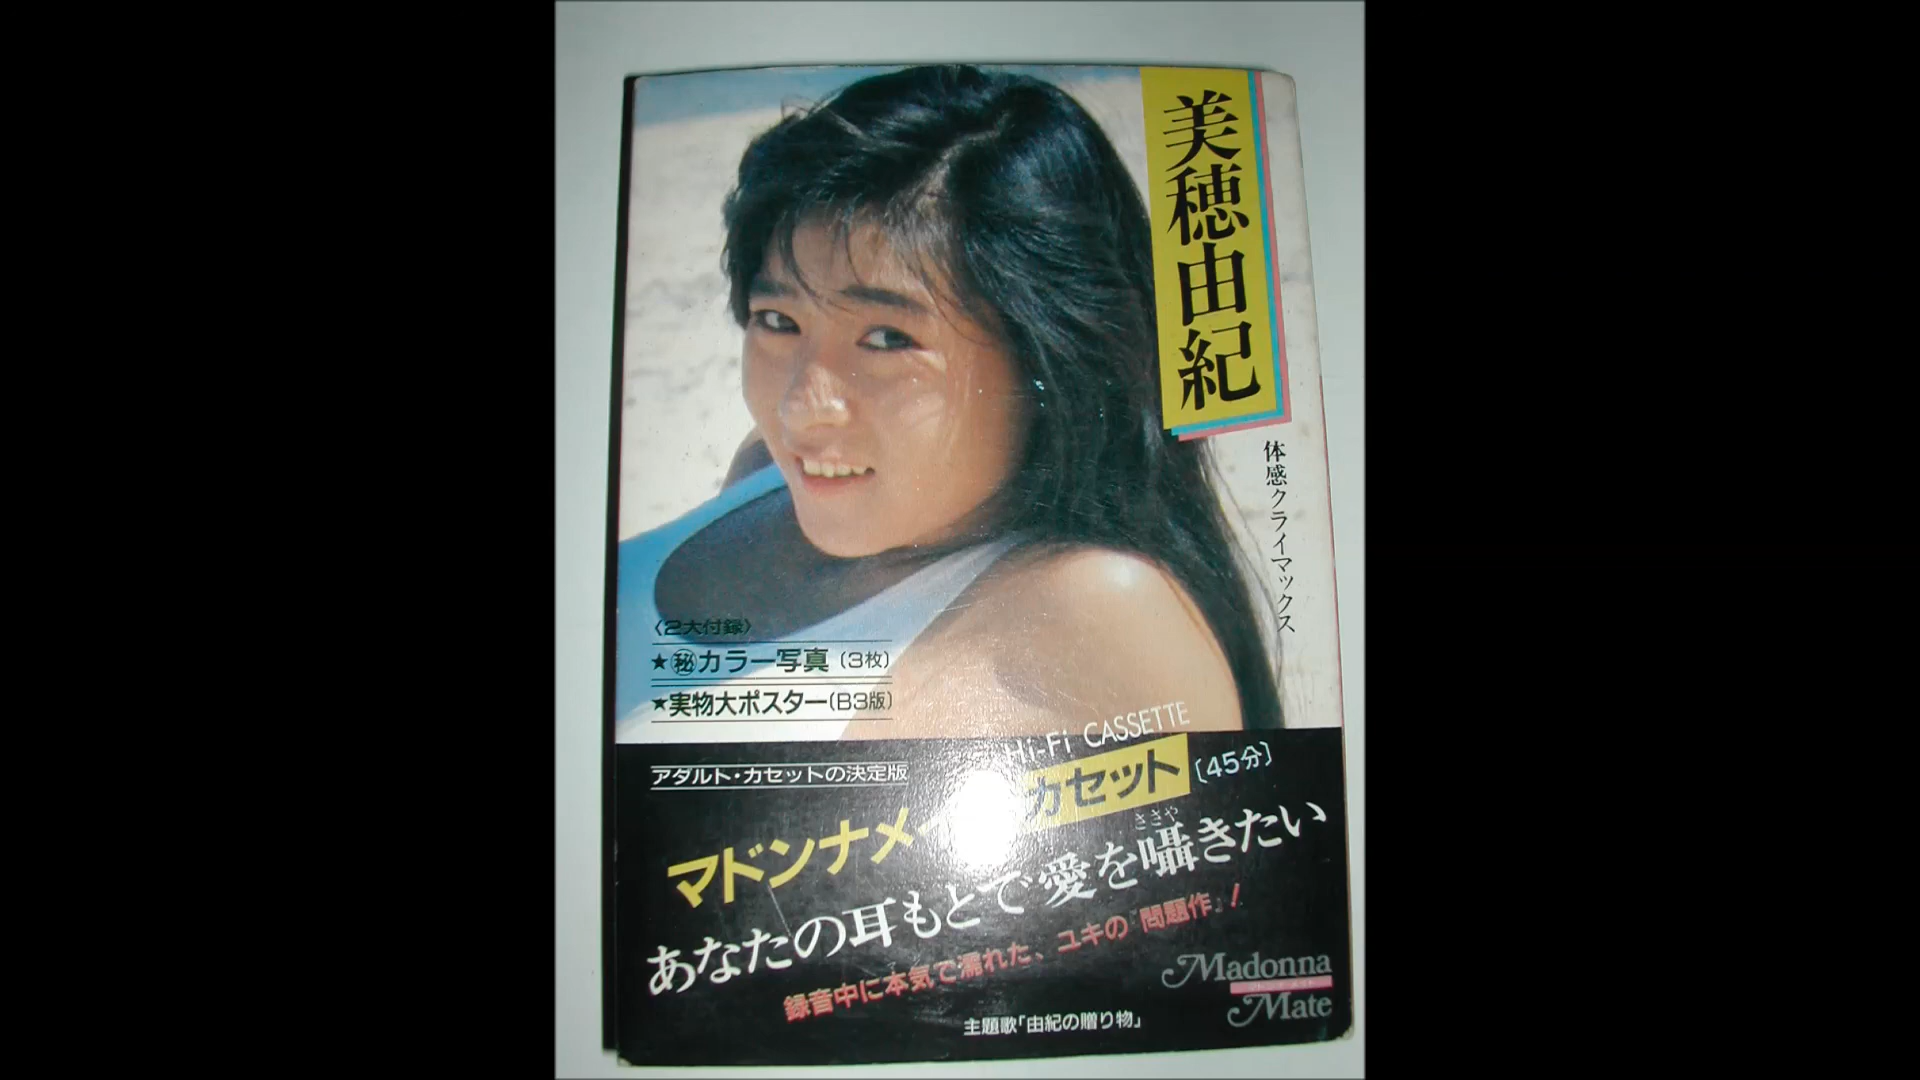 美穂由紀
体感クライマックス
〈2大付録〉
★㊙カラー写真〔3枚〕
★実物大ポスター〔B3版〕
アダルト・カセットの決定版
Hi-Fi CASSETTE
マドンナメ
カセット〔45分〕
ささや
あなたの耳もとで愛を囁きたい
録音中に本気で濡れた、ユキの『問題作』！
Madonna
Mate
主題歌「由紀の贈り物」